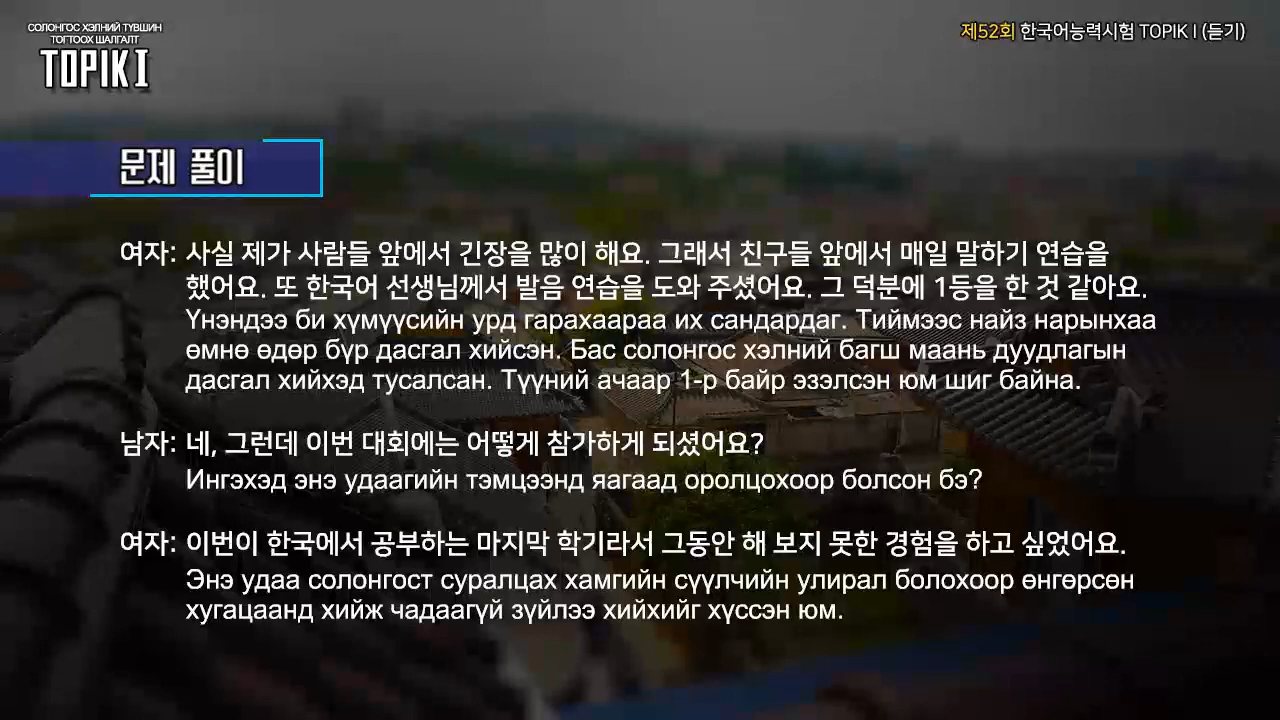 СОЛОНГОС ХЭЛНИЙ ТҮВШИН
ТОГТООХ ШАЛГАЛТ
TOPIK I
제52회 한국어능력시험 TOPIK I (듣기)
문제 풀이
여자: 사실 제가 사람들 앞에서 긴장을 많이 해요. 그래서 친구들 앞에서 매일 말하기 연습을
했어요. 또 한국어 선생님께서 발음 연습을 도와 주셨어요. 그 덕분에 1등을 한 것 같아요.
Үнэндээ би хүмүүсийн урд гарахаараа их сандардаг. Тиймээс найз нарынхаа
өмнө өдөр бүр дасгал хийсэн. Бас солонгос хэлний багш маань дуудлагын
дасгал хийхэд тусалсан. Түүний ачаар 1-р байр эзэлсэн юм шиг байна.
남자: 네, 그런데 이번 대회에는 어떻게 참가하게 되셨어요?
Ингэхэд энэ удаагийн тэмцээнд яагаад оролцохоор болсон бэ?
여자: 이번이 한국에서 공부하는 마지막 학기라서 그동안 해 보지 못한 경험을 하고 싶었어요.
Энэ удаа солонгост суралцах хамгийн сүүлчийн улирал болохоор өнгөрсөн
хугацаанд хийж чадаагүй зүйлээ хийхийг хүссэн юм.